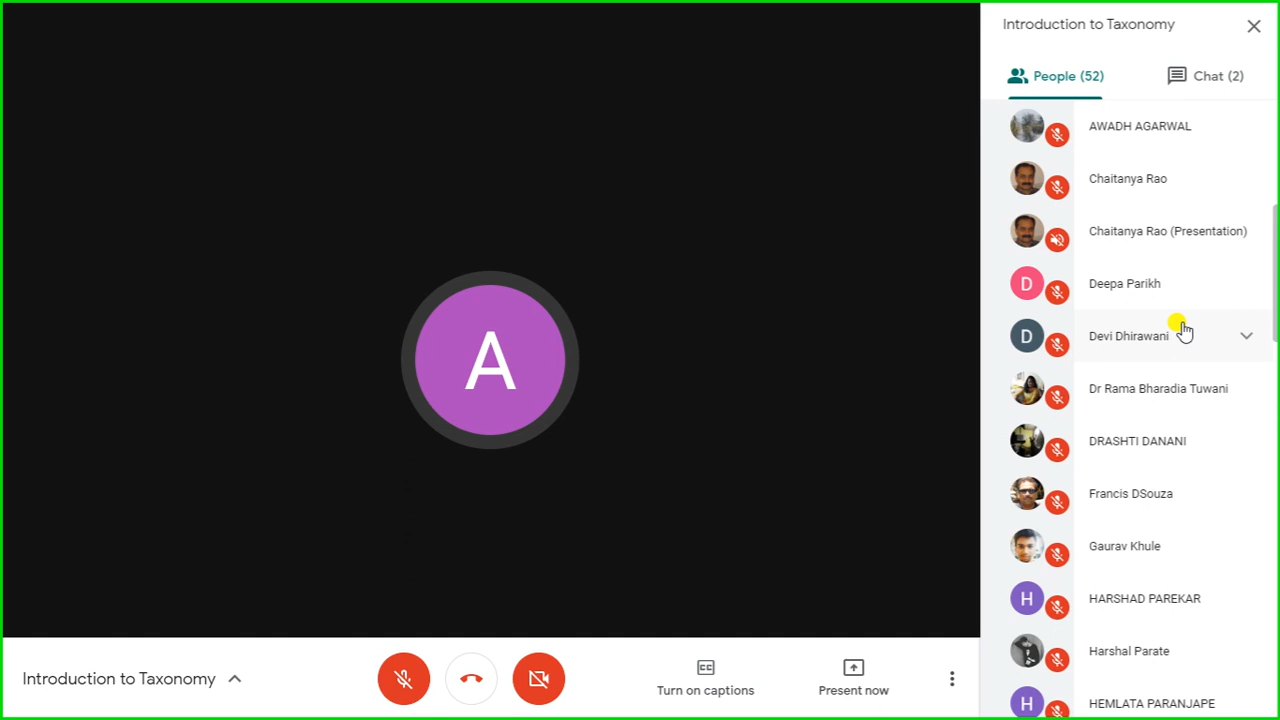 Introduction to Taxonomy
People (52)
Chat (2)
AWADH AGARWAL
Chaitanya Rao
Chaitanya Rao (Presentation)
D Deepa Parikh
D Devi Dhirawani
Dr Rama Bharadia Tuwani
DRASHTI DANANI
Francis DSouza
Gaurav Khule
H HARSHAD PAREKAR
Harshal Parate
H HEMLATA PARANJAPE
A
Introduction to Taxonomy
CC
Turn on captions
Present now